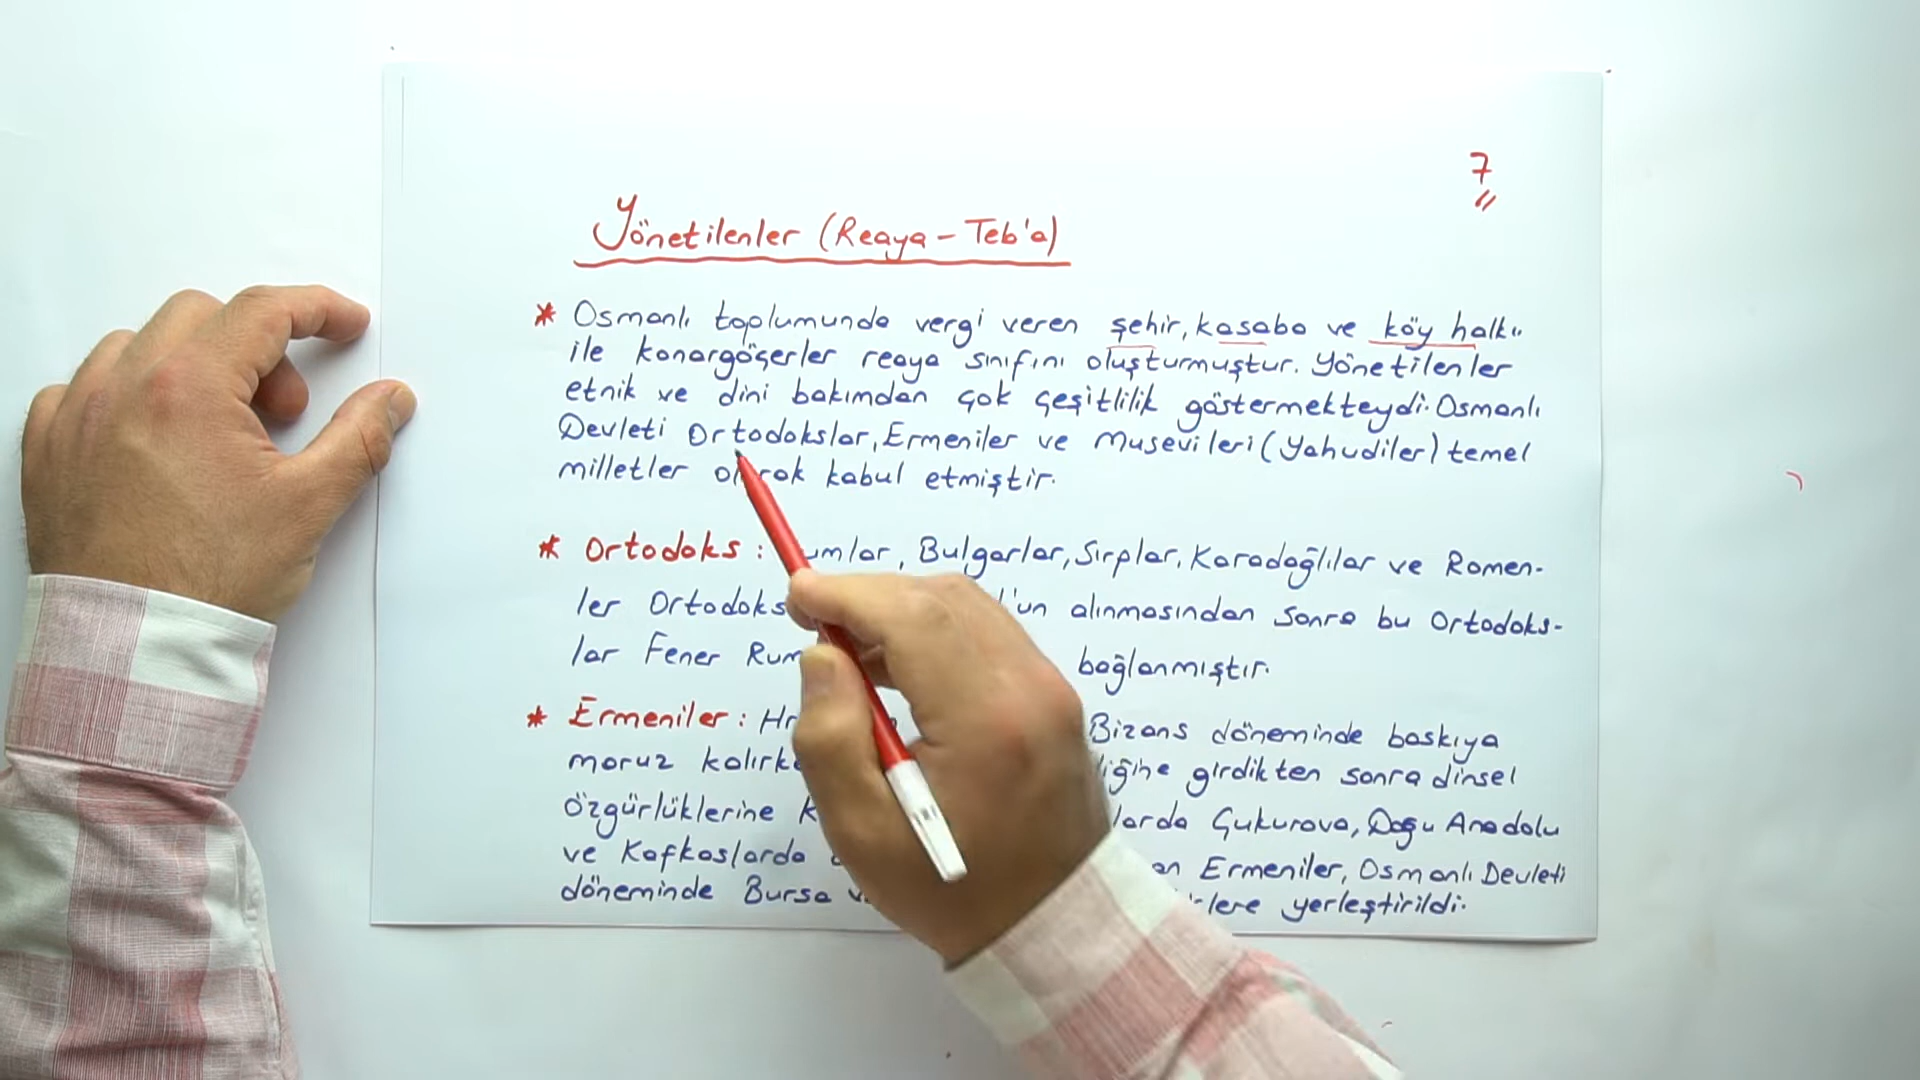 7
Yönetilenler (Reaya - Teb'a)
* Osmanlı toplumunda vergi veren şehir, kasaba ve köy halkı
ile konargöçerler reaya sınıfını oluşturmuştur. Yönetilenler
etnik ve dini bakımdan çok çeşitlilik göstermekteydi. Osmanlı
Devleti Ortodokslar, Ermeniler ve Musevileri (Yahudiler) temel
milletler olarak kabul etmiştir.
* Ortodoks : umlar, Bulgarlar, Sırplar, Karadağlılar ve Romen-
ler Ortodoks 'un alınmasından sonra bu Ortodoks-
lar Fener Rum bağlanmıştır.
* Ermeniler : Bizans döneminde baskıya
maruz girdikten sonra dinsel
özgürlüklerine larda Çukurova, Doğu Anadolu
ve Kafkaslarda Ermeniler, Osmanlı Devleti
döneminde Bursa yerleştirildi.